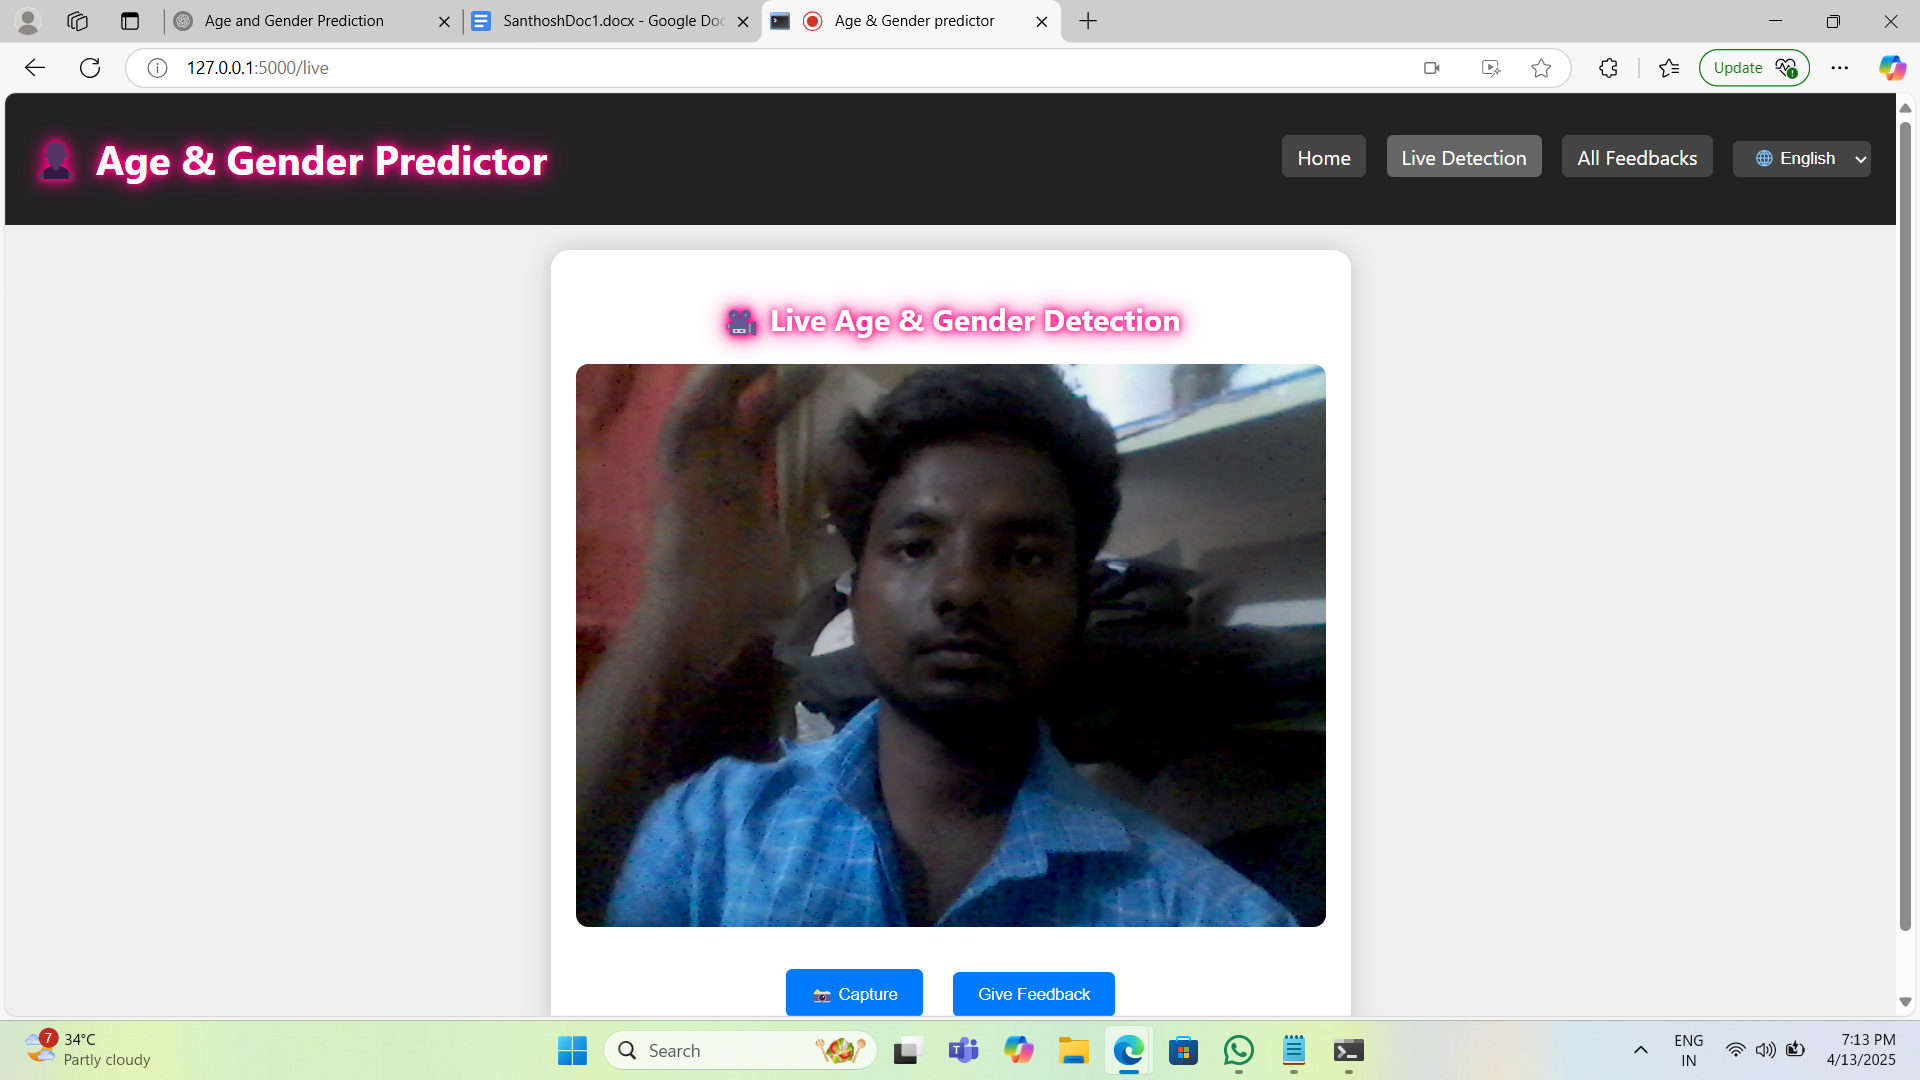 Age and Gender Prediction
SanthoshDoc1.docx - Google Doc
Age & Gender predictor
127.0.0.1:5000/live
Update
Age & Gender Predictor
Home
Live Detection
All Feedbacks
English
Live Age & Gender Detection
Capture
Give Feedback
7
34°C
Partly cloudy
Search
ENG
IN
7:13 PM
4/13/2025